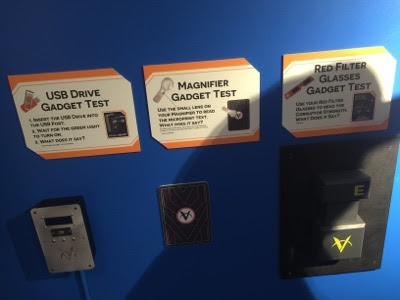 USB Drive
Gadget Test
1. Insert the USB Drive into
the USB Port.
2. Wait for the green light
to turn on.
3. What does it say?
Magnifier
Gadget Test
Use the small lens on
your Magnifier to read
the microprint text.
What does it say?
Red Filter
Glasses
Gadget Test
Use your Red Filter
Glasses to read the
Corruptor Strength.
What does it say?
E